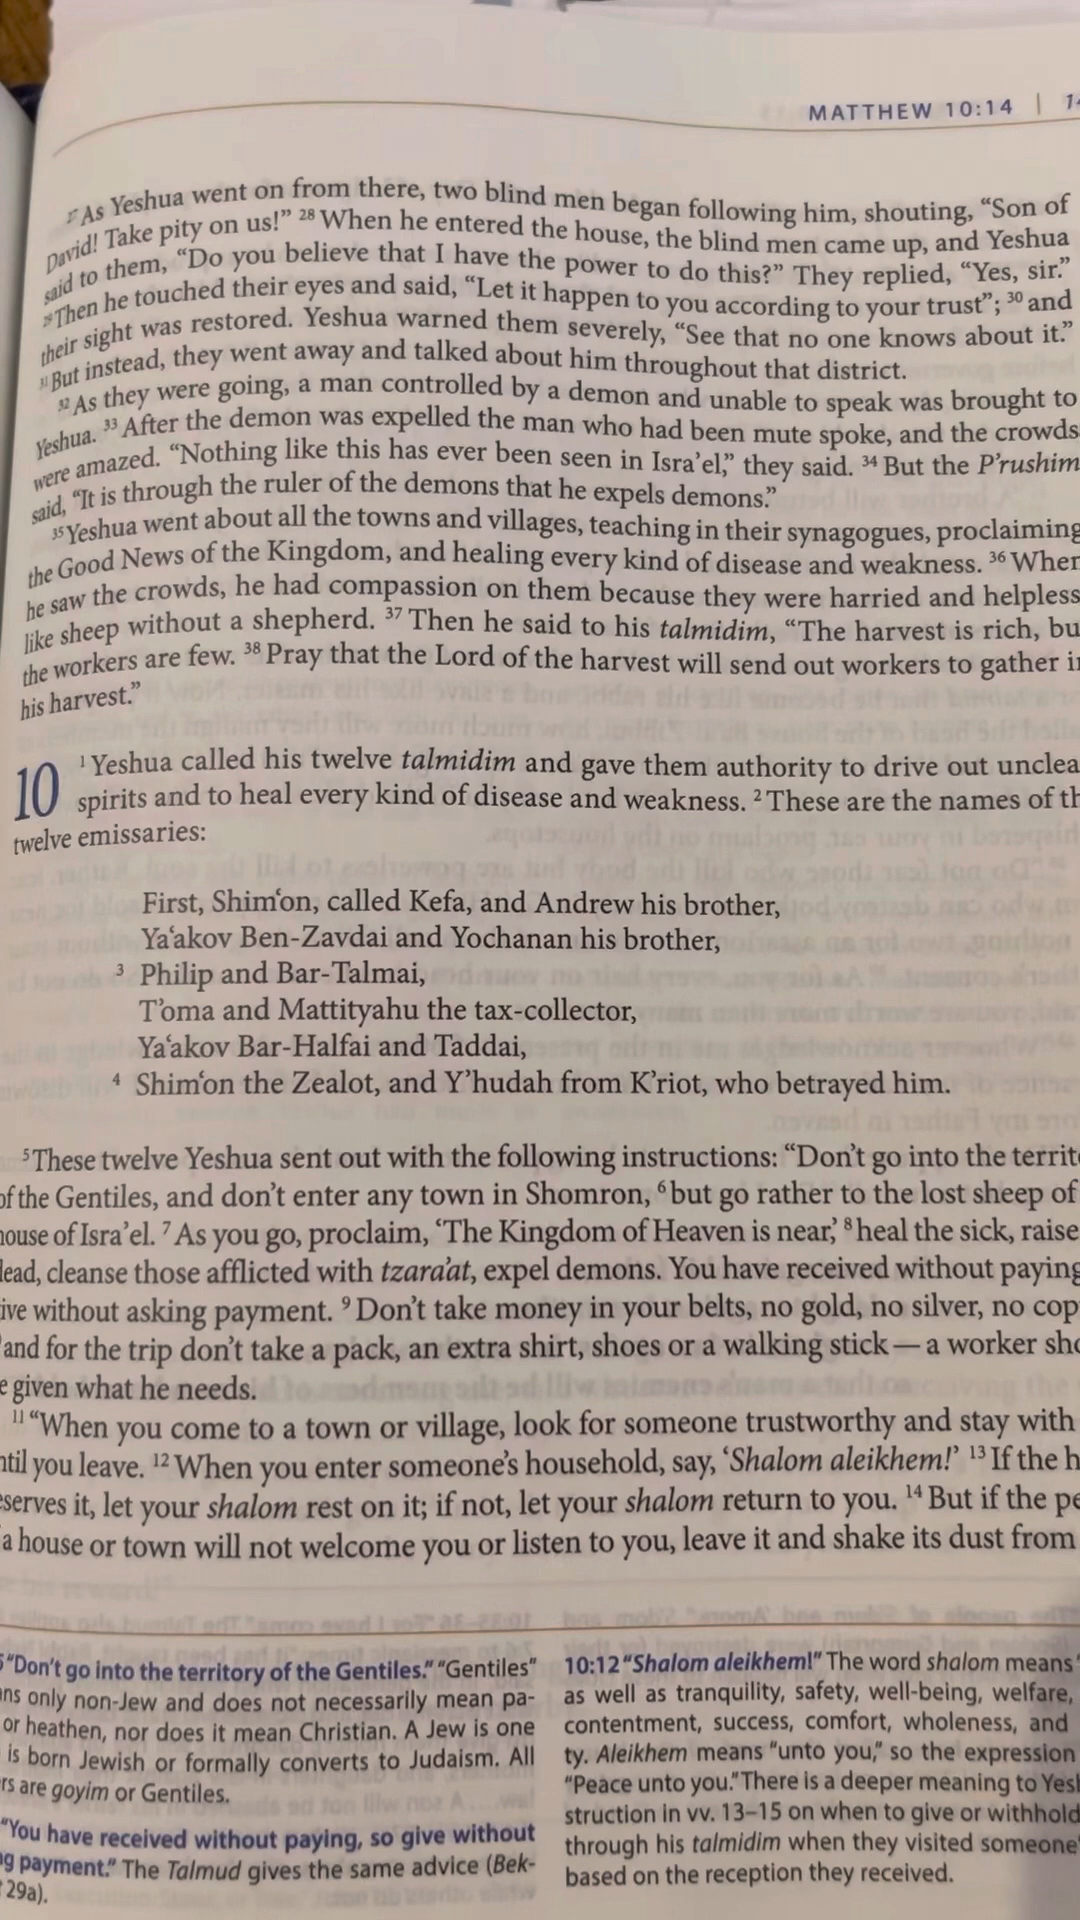 MATTHEW 10:14 |
27 As Yeshua went on from there, two blind men began following him, shouting, “Son of
David! Take pity on us!” 28 When he entered the house, the blind men came up, and Yeshua
said to them, “Do you believe that I have the power to do this?” They replied, “Yes, sir.”
29 Then he touched their eyes and said, “Let it happen to you according to your trust”; 30 and
their sight was restored. Yeshua warned them severely, “See that no one knows about it.”
31 But instead, they went away and talked about him throughout that district.
32 As they were going, a man controlled by a demon and unable to speak was brought to
Yeshua. 33 After the demon was expelled the man who had been mute spoke, and the crowds
were amazed. “Nothing like this has ever been seen in Isra’el,” they said. 34 But the P’rushim
said, “It is through the ruler of the demons that he expels demons.”
35 Yeshua went about all the towns and villages, teaching in their synagogues, proclaiming
the Good News of the Kingdom, and healing every kind of disease and weakness. 36 When
he saw the crowds, he had compassion on them because they were harried and helpless
like sheep without a shepherd. 37 Then he said to his talmidim, “The harvest is rich, bu
the workers are few. 38 Pray that the Lord of the harvest will send out workers to gather in
his harvest.”
10 1 Yeshua called his twelve talmidim and gave them authority to drive out unclea
spirits and to heal every kind of disease and weakness. 2 These are the names of th
twelve emissaries:
First, Shim‘on, called Kefa, and Andrew his brother,
Ya‘akov Ben-Zavdai and Yochanan his brother,
3 Philip and Bar-Talmai,
T’oma and Mattityahu the tax-collector,
Ya‘akov Bar-Halfai and Taddai,
4 Shim‘on the Zealot, and Y’hudah from K’riot, who betrayed him.
5 These twelve Yeshua sent out with the following instructions: “Don’t go into the territ
of the Gentiles, and don’t enter any town in Shomron, 6 but go rather to the lost sheep of
house of Isra’el. 7 As you go, proclaim, ‘The Kingdom of Heaven is near,’ 8 heal the sick, raise
dead, cleanse those afflicted with tzara‘at, expel demons. You have received without paying
ive without asking payment. 9 Don’t take money in your belts, no gold, no silver, no cop
and for the trip don’t take a pack, an extra shirt, shoes or a walking stick — a worker sho
e given what he needs.
11 “When you come to a town or village, look for someone trustworthy and stay with
ntil you leave. 12 When you enter someone’s household, say, ‘Shalom aleikhem!’ 13 If the h
eserves it, let your shalom rest on it; if not, let your shalom return to you. 14 But if the pe
a house or town will not welcome you or listen to you, leave it and shake its dust from
5 “Don’t go into the territory of the Gentiles.” “Gentiles”
ans only non-Jew and does not necessarily mean pa-
or heathen, nor does it mean Christian. A Jew is one
is born Jewish or formally converts to Judaism. All
rs are goyim or Gentiles.
“You have received without paying, so give without
g payment.” The Talmud gives the same advice (Bek-
29a).
10:12 “Shalom aleikhem!” The word shalom means
as well as tranquility, safety, well-being, welfare,
contentment, success, comfort, wholeness, and
ty. Aleikhem means “unto you,” so the expression
“Peace unto you.” There is a deeper meaning to Yesh
struction in vv. 13–15 on when to give or withhold
through his talmidim when they visited someone’
based on the reception they received.